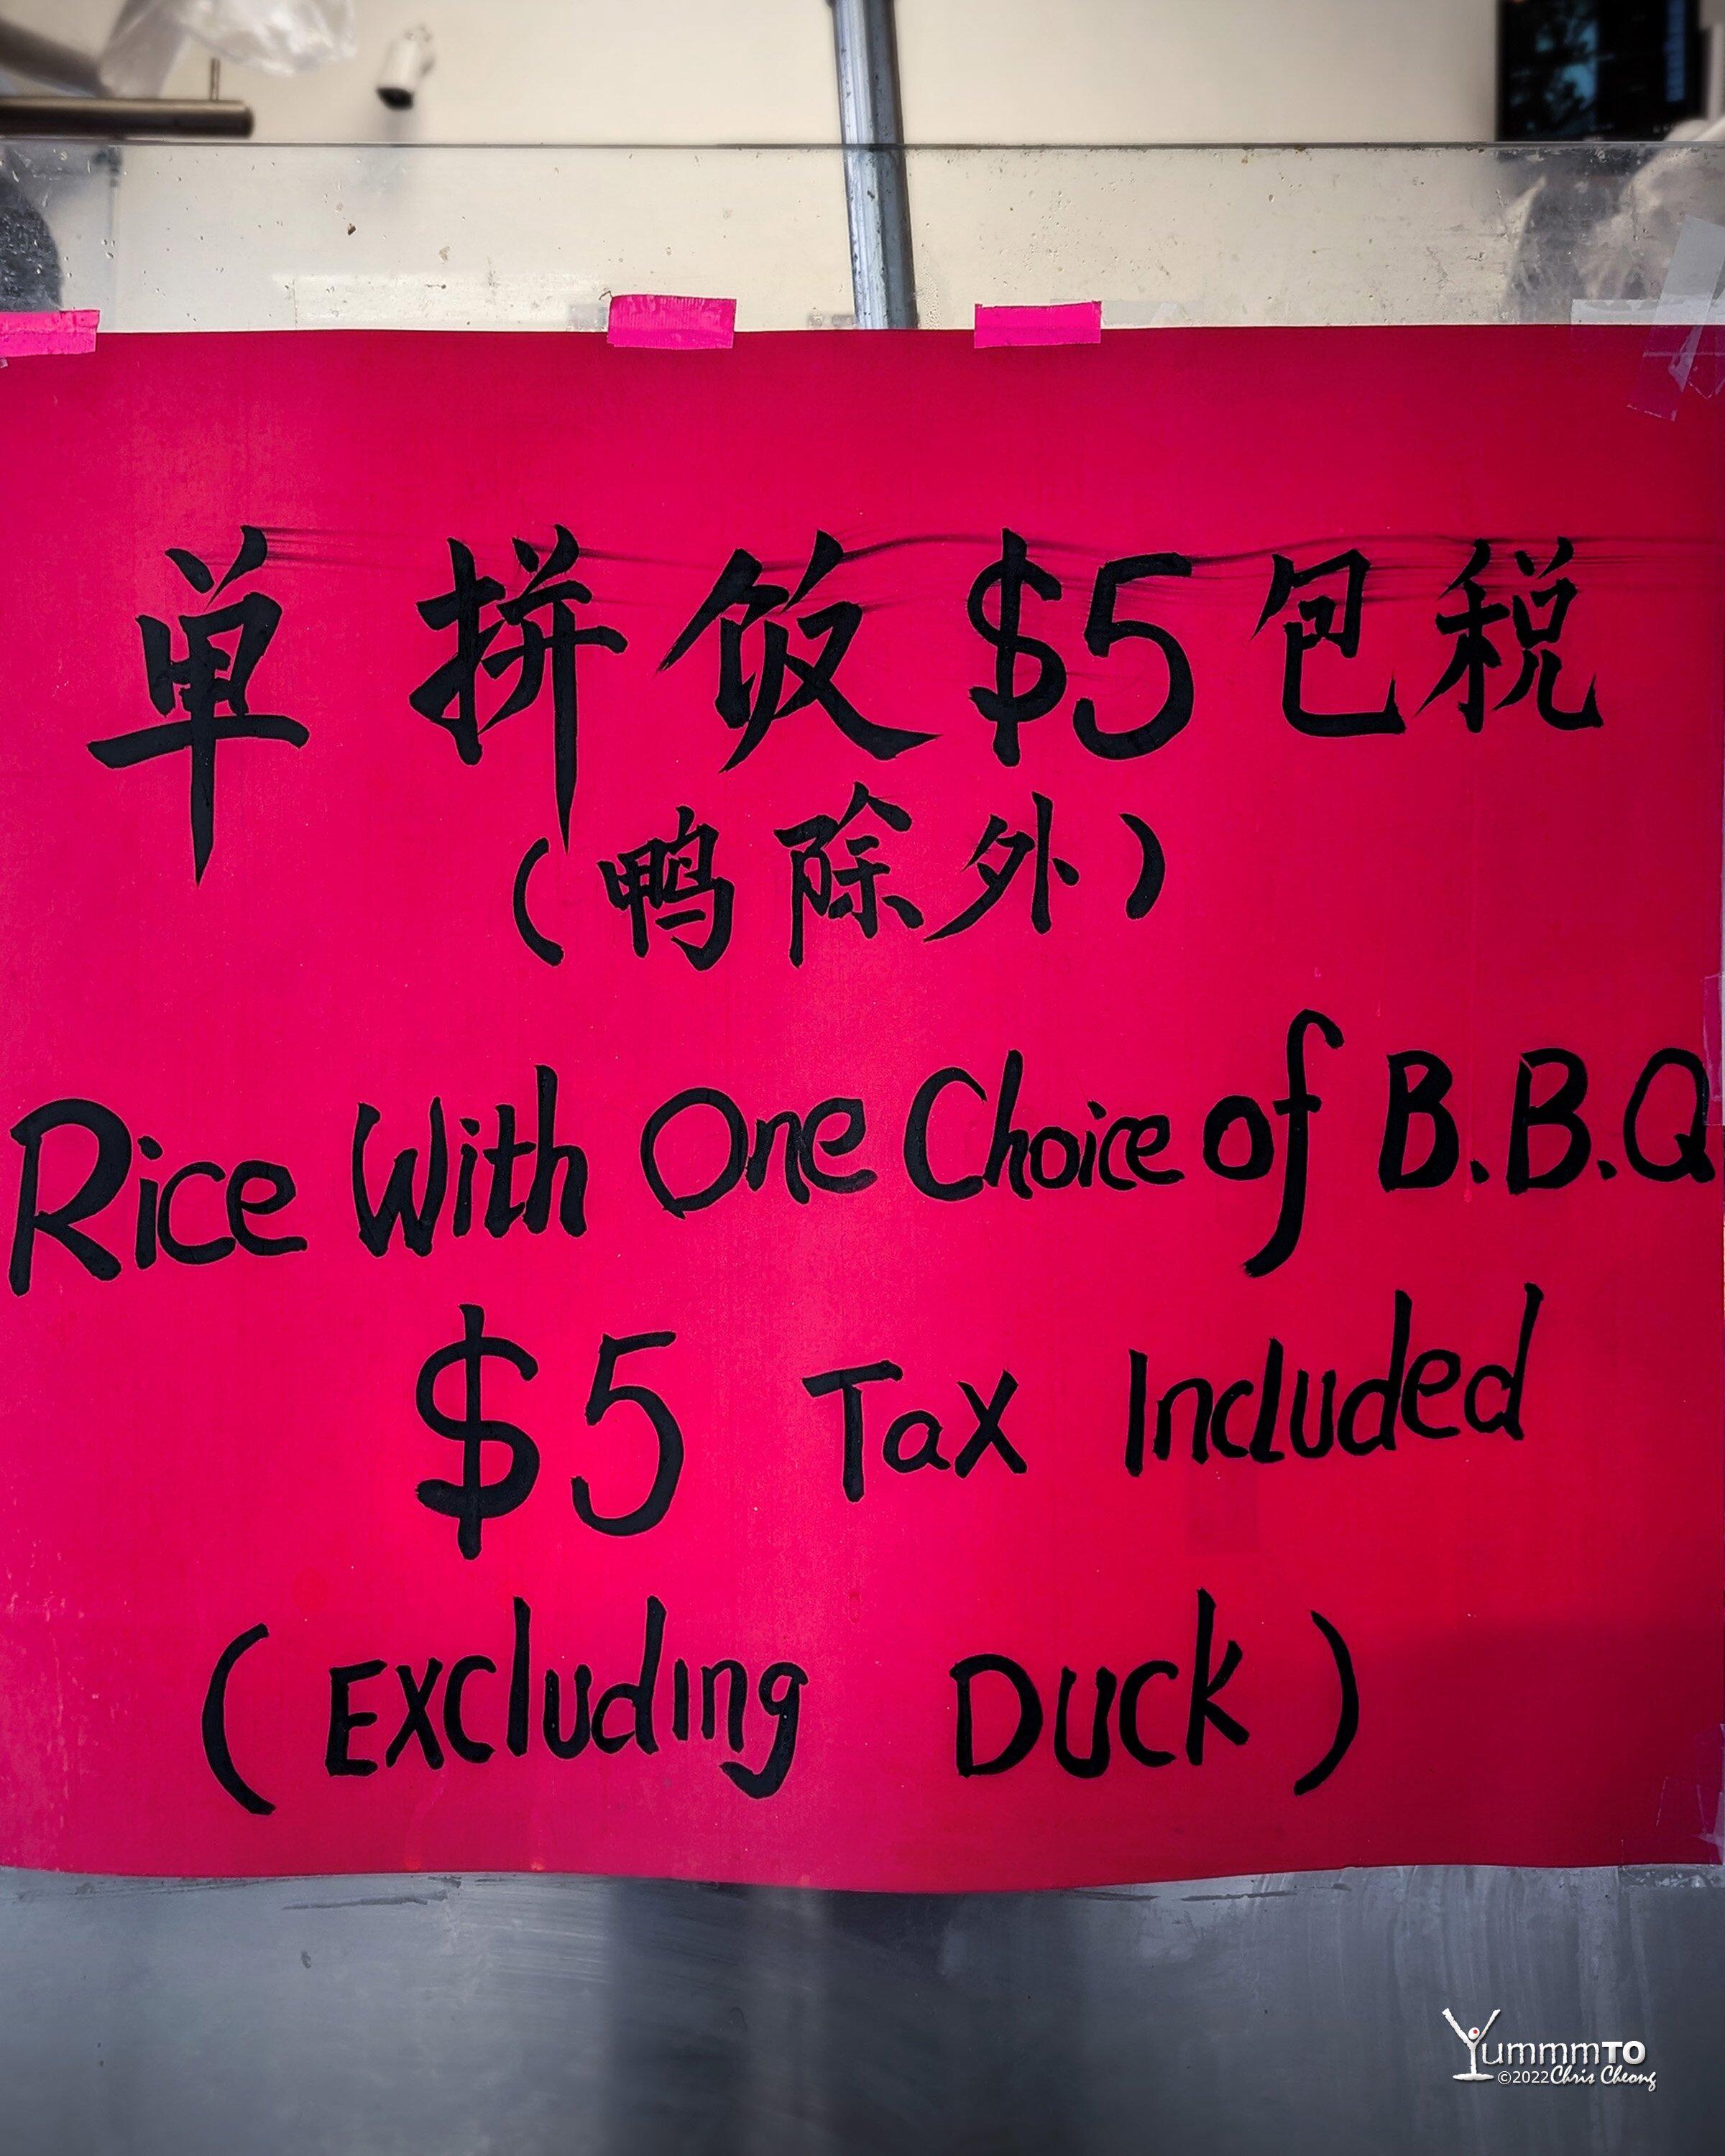 单拼饭$5包税
(鸭除外)
Rice With One Choice of B.B.Q
$5 Tax Included
(Excluding Duck)
YummmTO
©2022 Chris Cheong